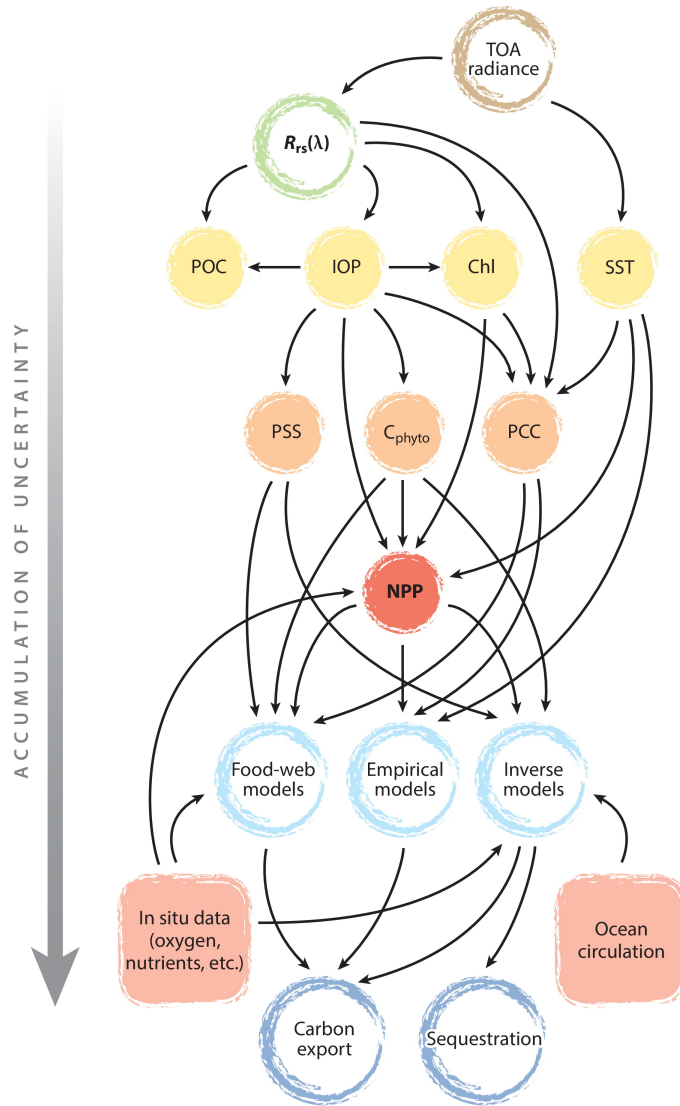 TOA
radiance
Rrs(λ)
POC
IOP
Chl
SST
ACCUMULATION OF UNCERTAINTY
PSS
Cphyto
PCC
NPP
Food-web
models
Empirical
models
Inverse
models
In situ data
(oxygen,
nutrients, etc.)
Ocean
circulation
Carbon
export
Sequestration